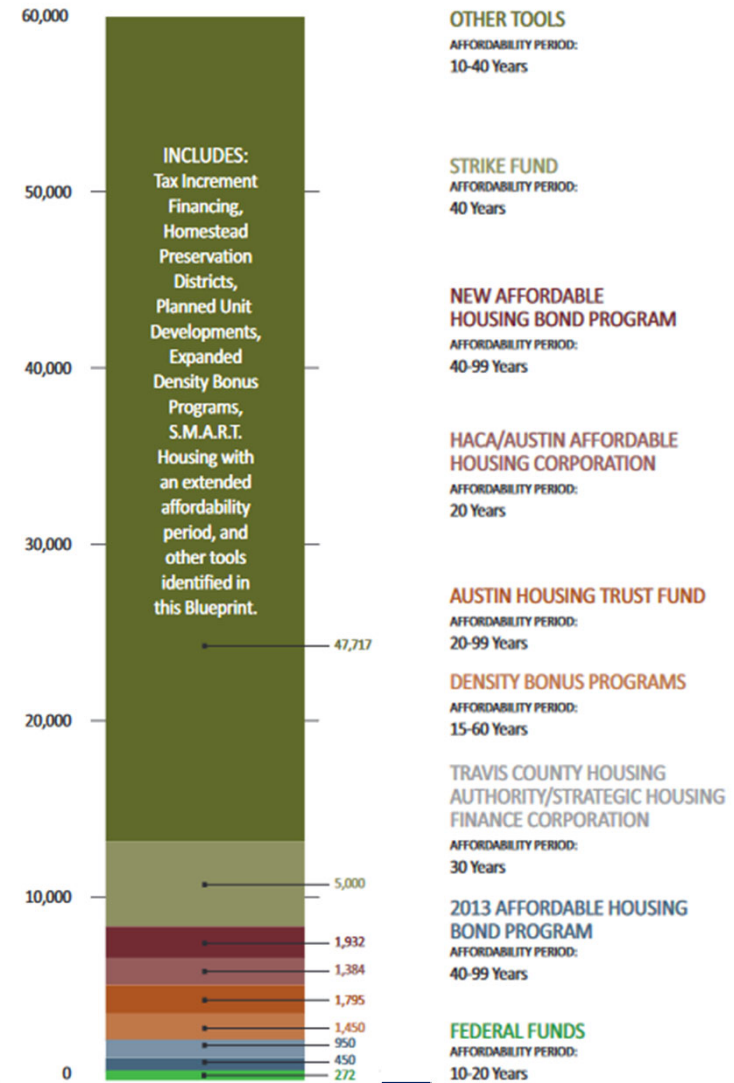 60,000
50,000
40,000
30,000
20,000
10,000
0
INCLUDES:
Tax Increment
Financing,
Homestead
Preservation
Districts,
Planned Unit
Developments,
Expanded
Density Bonus
Programs,
S.M.A.R.T.
Housing with
an extended
affordability
period, and
other tools
identified in
this Blueprint.
47,717
5,000
1,932
1,384
1,795
1,450
950
450
272
OTHER TOOLS
AFFORDABILITY PERIOD:
10-40 Years
STRIKE FUND
AFFORDABILITY PERIOD:
40 Years
NEW AFFORDABLE
HOUSING BOND PROGRAM
AFFORDABILITY PERIOD:
40-99 Years
HACA/AUSTIN AFFORDABLE
HOUSING CORPORATION
AFFORDABILITY PERIOD:
20 Years
AUSTIN HOUSING TRUST FUND
AFFORDABILITY PERIOD:
20-99 Years
DENSITY BONUS PROGRAMS
AFFORDABILITY PERIOD:
15-60 Years
TRAVIS COUNTY HOUSING
AUTHORITY/STRATEGIC HOUSING
FINANCE CORPORATION
AFFORDABILITY PERIOD:
30 Years
2013 AFFORDABLE HOUSING
BOND PROGRAM
AFFORDABILITY PERIOD:
40-99 Years
FEDERAL FUNDS
AFFORDABILITY PERIOD:
10-20 Years